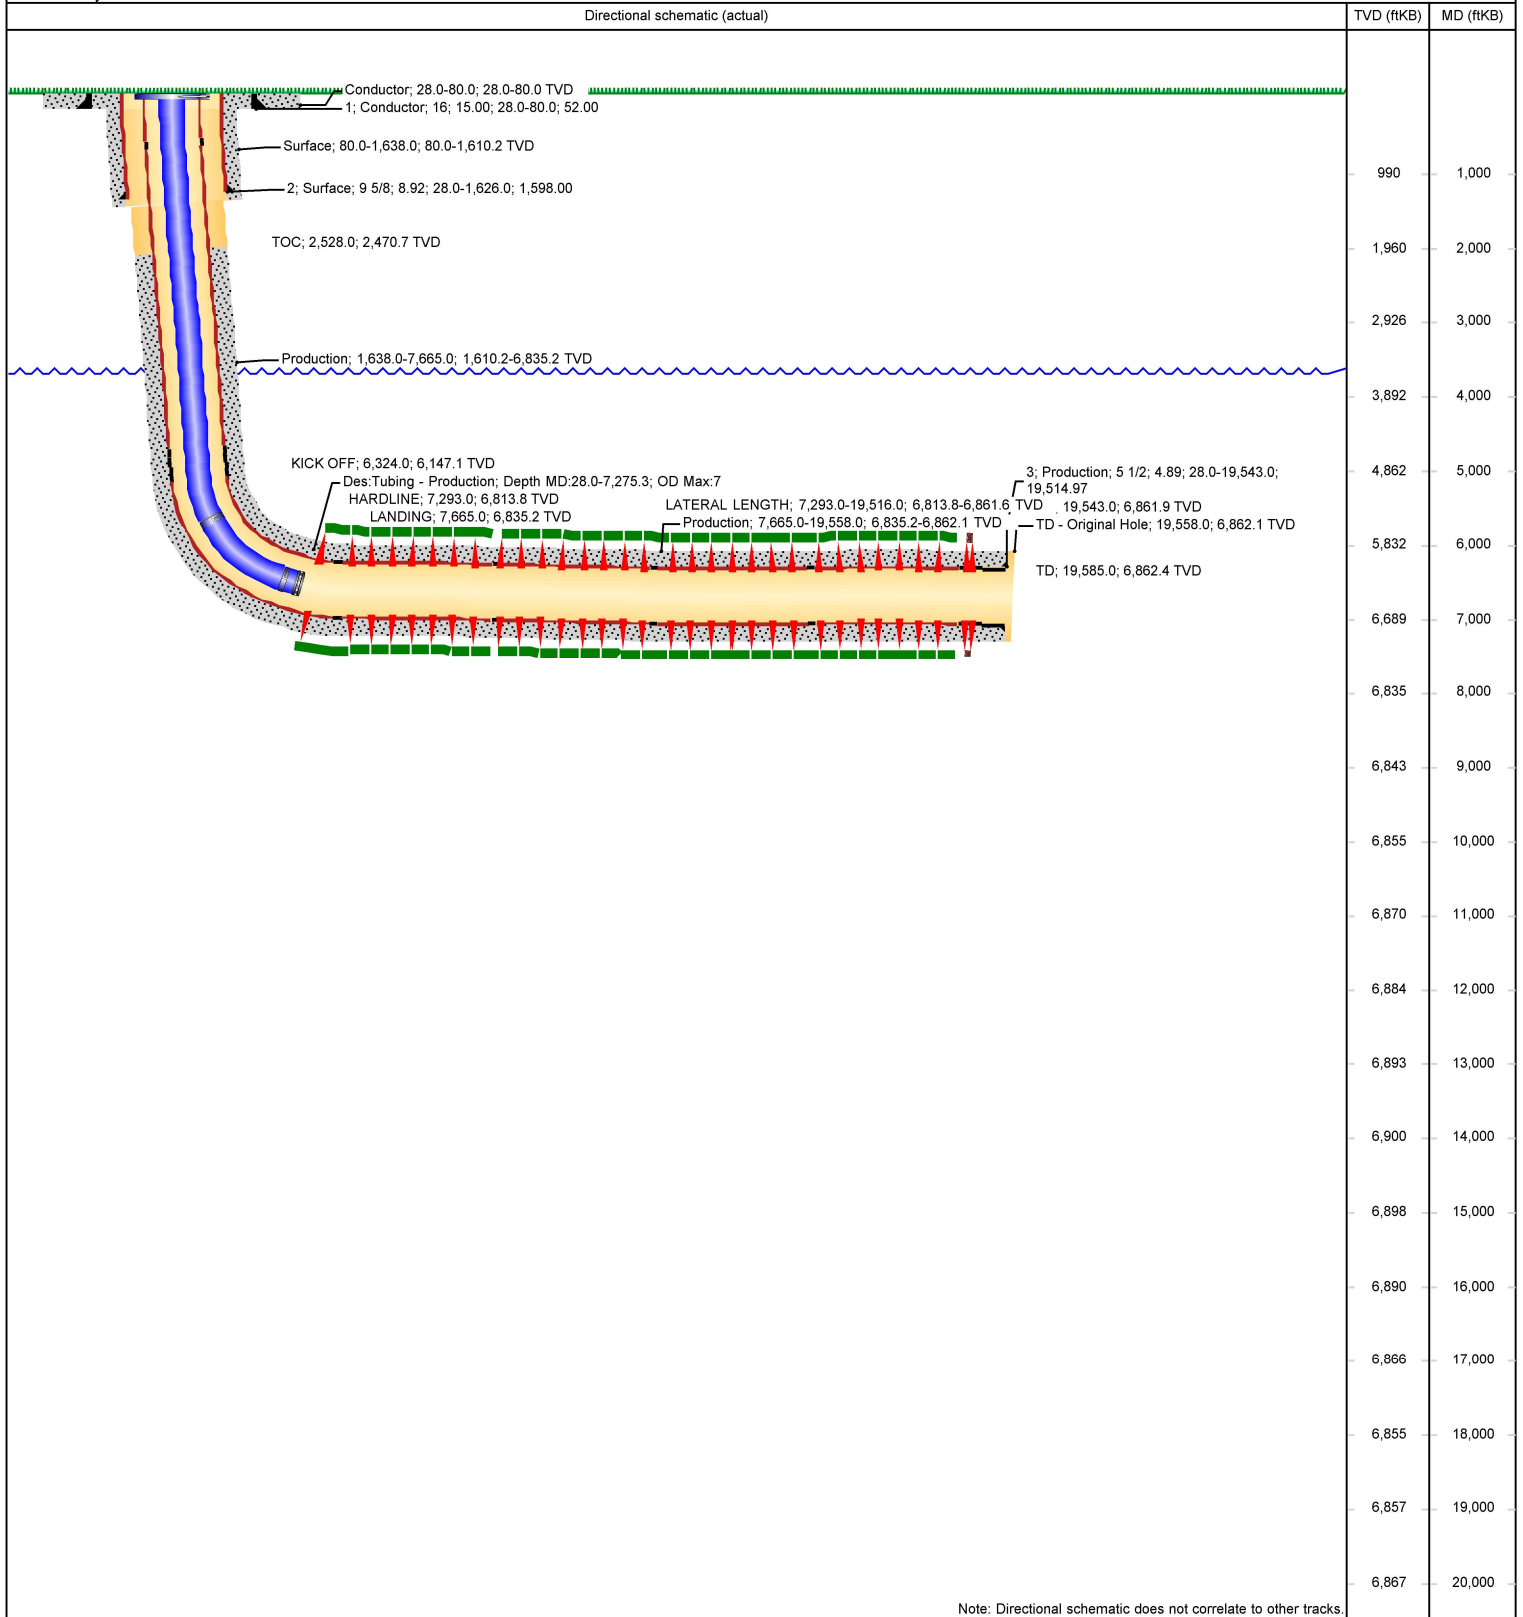 Directional schematic (actual)
TVD (ftKB)
MD (ftKB)
Conductor; 28.0-80.0; 28.0-80.0 TVD
1; Conductor; 16; 15.00; 28.0-80.0; 52.00
Surface; 80.0-1,638.0; 80.0-1,610.2 TVD
990 1,000
2; Surface; 9 5/8; 8.92; 28.0-1,626.0; 1,598.00
TOC; 2,528.0; 2,470.7 TVD
1,960 2,000
2,926 3,000
Production; 1,638.0-7,665.0; 1,610.2-6,835.2 TVD
3,892 4,000
KICK OFF; 6,324.0; 6,147.1 TVD
4,862 5,000
3; Production; 5 1/2; 4.89; 28.0-19,543.0;
19,514.97
Des:Tubing - Production; Depth MD:28.0-7,275.3; OD Max:7
HARDLINE; 7,293.0; 6,813.8 TVD
LATERAL LENGTH; 7,293.0-19,516.0; 6,813.8-6,861.6 TVD
19,543.0; 6,861.9 TVD
LANDING; 7,665.0; 6,835.2 TVD
Production; 7,665.0-19,558.0; 6,835.2-6,862.1 TVD
TD - Original Hole; 19,558.0; 6,862.1 TVD
5,832 6,000
TD; 19,585.0; 6,862.4 TVD
6,689 7,000
6,835 8,000
6,843 9,000
6,855 10,000
6,870 11,000
6,884 12,000
6,893 13,000
6,900 14,000
6,898 15,000
6,890 16,000
6,866 17,000
6,855 18,000
6,857 19,000
6,867 20,000
Note: Directional schematic does not correlate to other tracks.